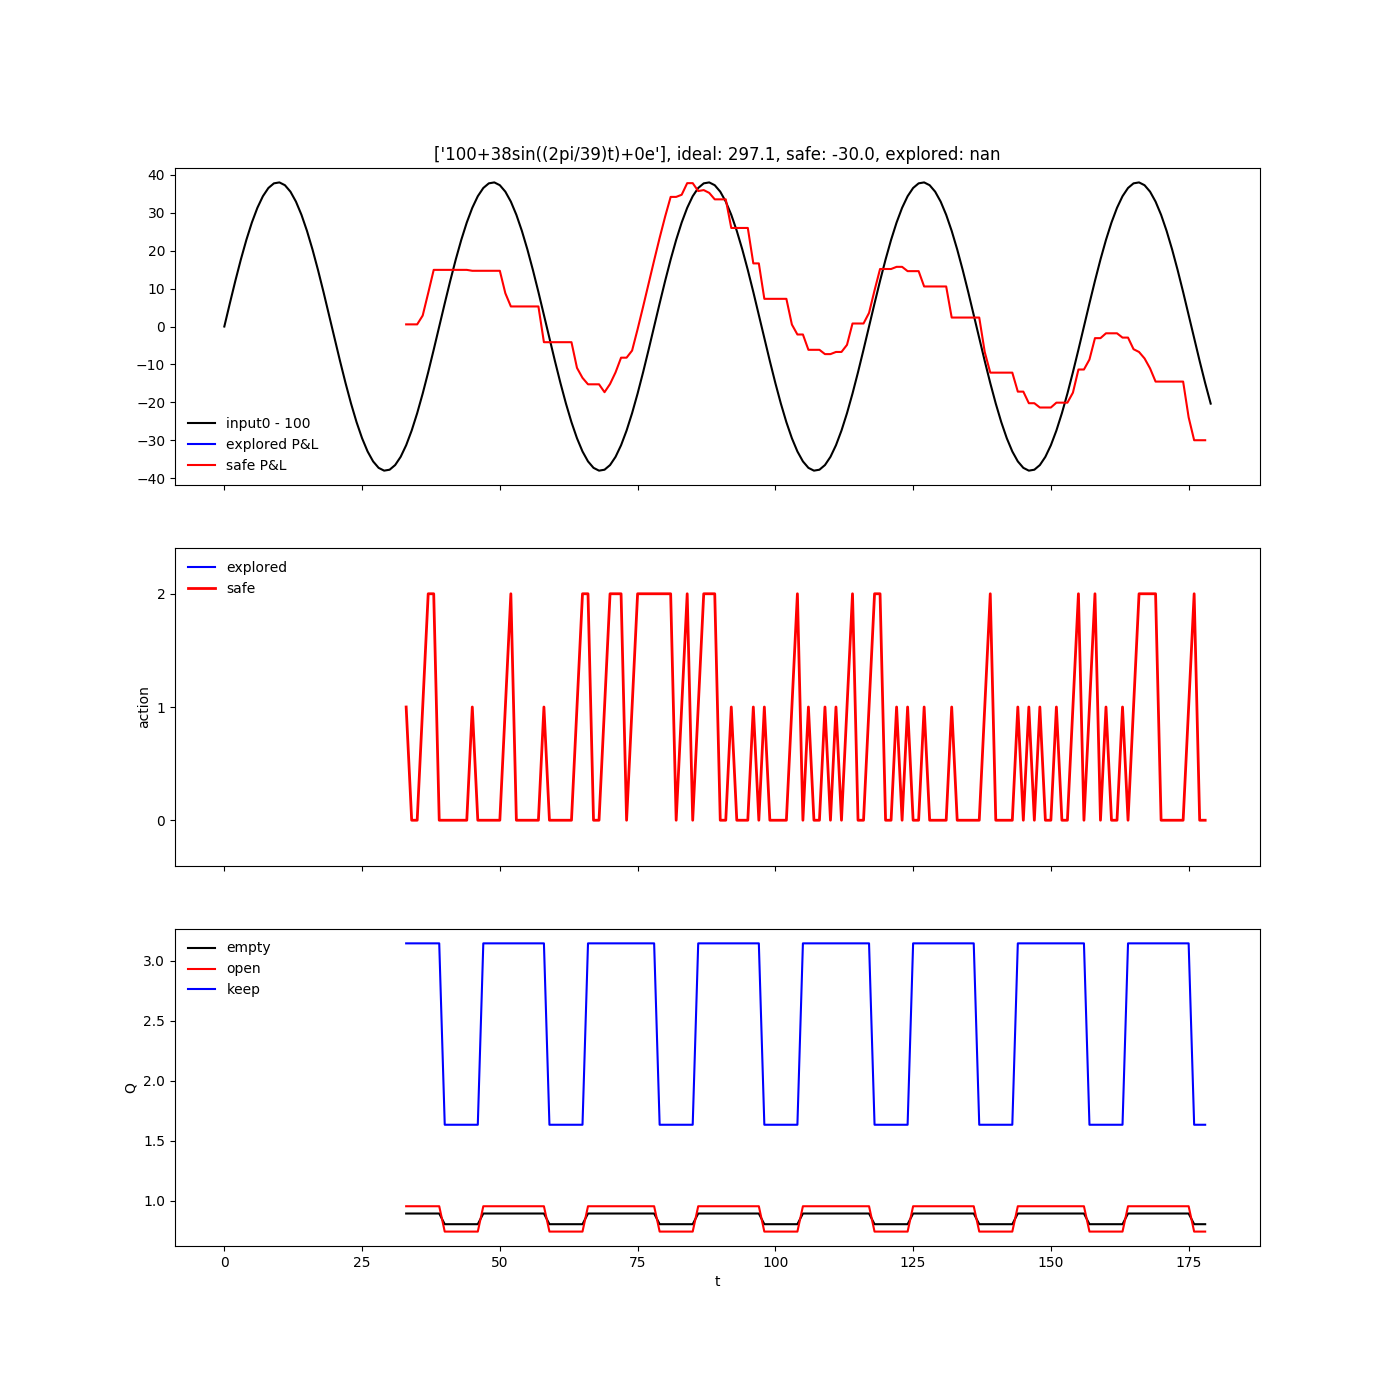 ['100+38sin((2pi/39)t)+0e'], ideal: 297.1, safe: -30.0, explored: nan
40
30
20
10
0
−10
−20
−30
−40
input0 - 100
explored P&L
safe P&L
explored
safe
2
1
0
action
empty
open
keep
3.0
2.5
2.0
1.5
1.0
Q
0 25 50 75 100 125 150 175
t